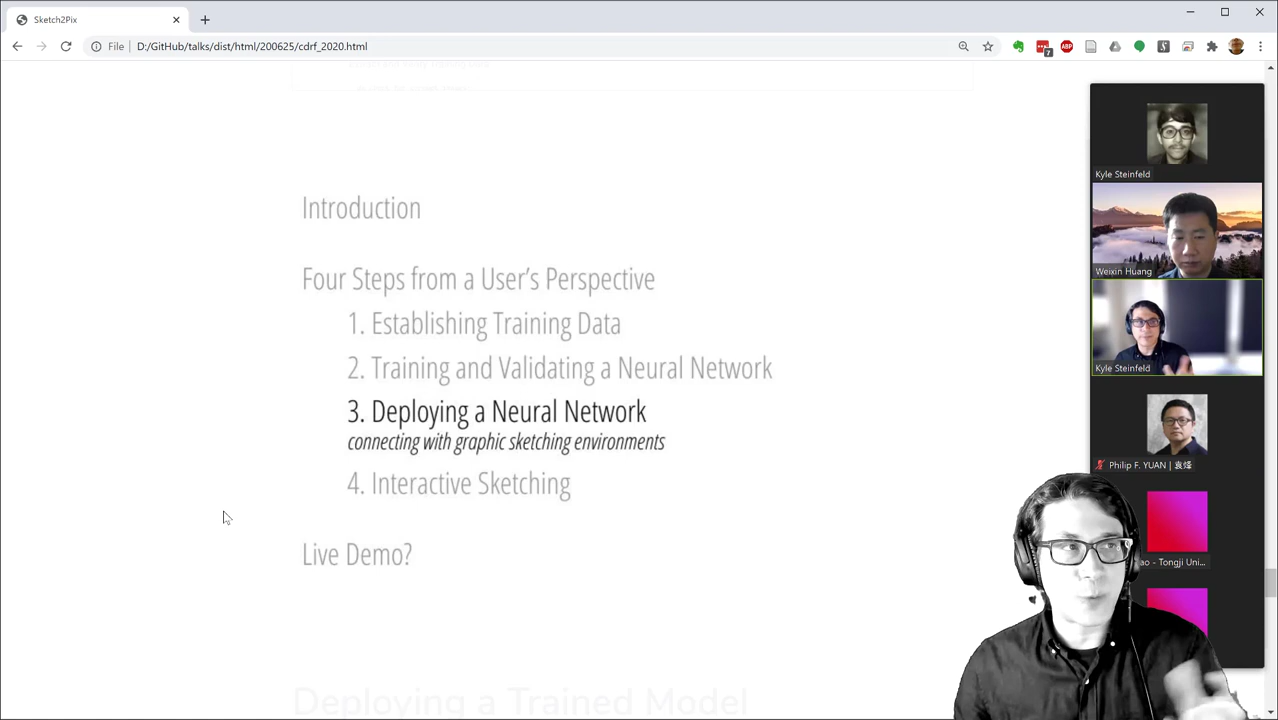 Sketch2Pix
File
D:/GitHub/talks/dist/html/200625/cdrf_2020.html
7
ABP
Introduction
Four Steps from a User's Perspective
1. Establishing Training Data
2. Training and Validating a Neural Network
3. Deploying a Neural Network
connecting with graphic sketching environments
4. Interactive Sketching
Live Demo?
Deploying a Trained Model
Kyle Steinfeld
Weixin Huang
Kyle Steinfeld
Philip F. YUAN |
ao - Tongji Uni...